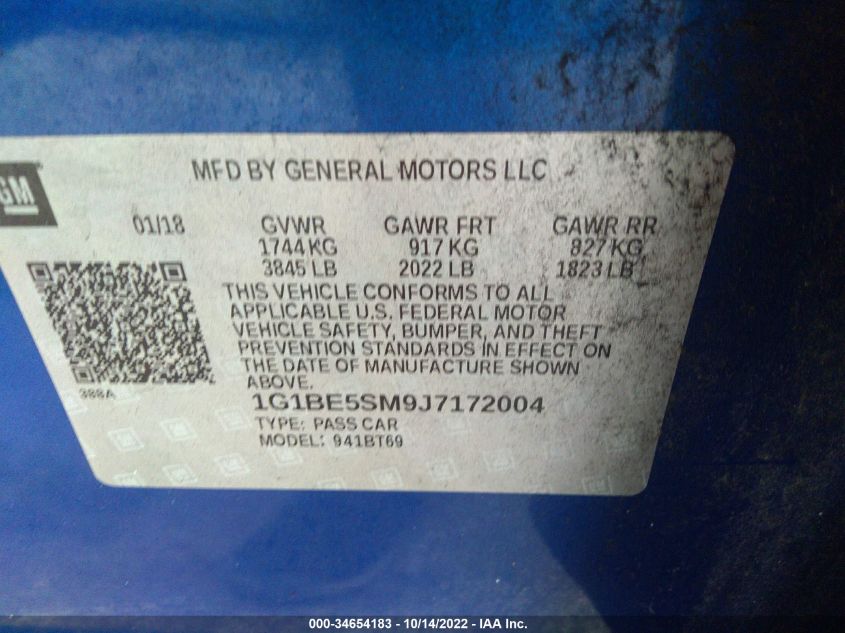 MFD BY GENERAL MOTORS LLC
GM
01/18 GVWR GAWR FRT GAWR RR
1744 KG 917 KG 827 KG
3845 LB 2022 LB 1823 LB
THIS VEHICLE CONFORMS TO ALL
APPLICABLE U.S. FEDERAL MOTOR
VEHICLE SAFETY, BUMPER, AND THEFT
PREVENTION STANDARDS IN EFFECT ON
THE DATE OF MANUFACTURE SHOWN
ABOVE.
388A
1G1BE5SM9J7172004
TYPE: PASS CAR
MODEL: 941BT69
000-34654183 - 10/14/2022 - IAA Inc.